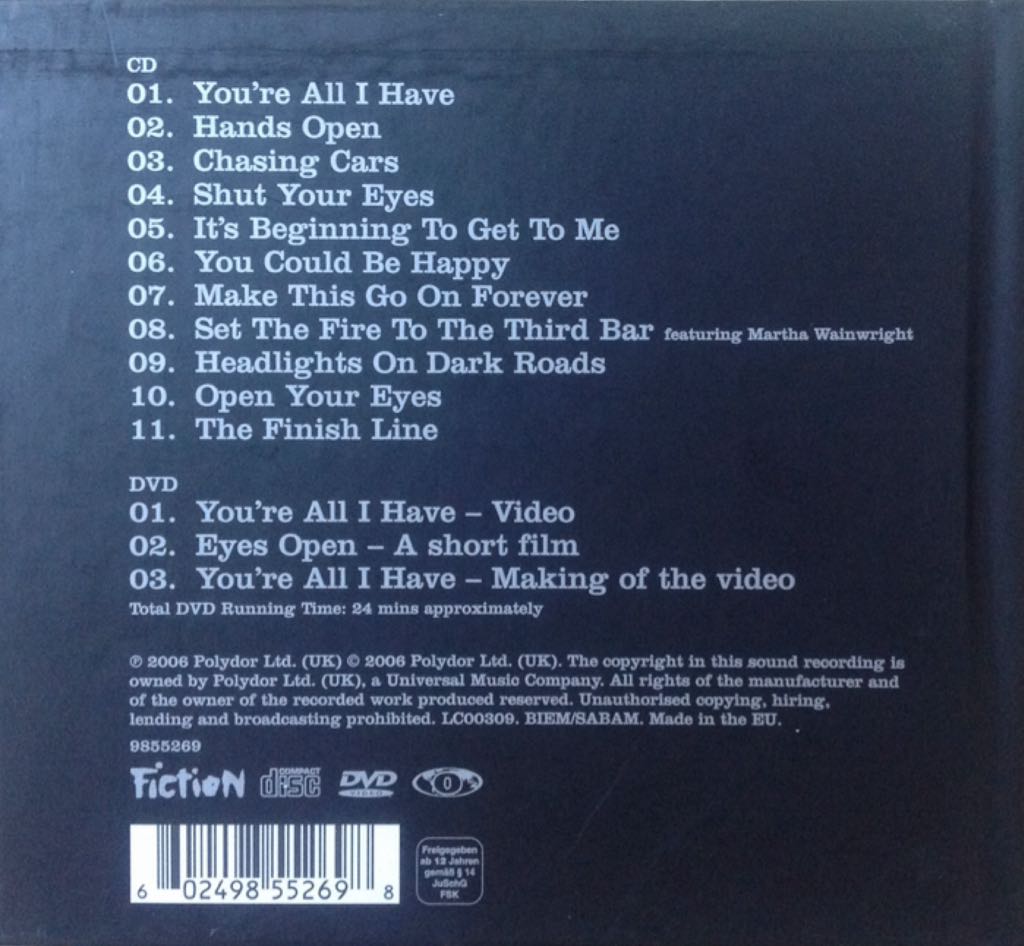 CD
01. You're All I Have
02. Hands Open
03. Chasing Cars
04. Shut Your Eyes
05. It's Beginning To Get To Me
06. You Could Be Happy
07. Make This Go On Forever
08. Set The Fire To The Third Bar featuring Martha Wainwright
09. Headlights On Dark Roads
10. Open Your Eyes
11. The Finish Line
DVD
01. You're All I Have – Video
02. Eyes Open – A short film
03. You're All I Have – Making of the video
Total DVD Running Time: 24 mins approximately
℗ 2006 Polydor Ltd. (UK) © 2006 Polydor Ltd. (UK). The copyright in this sound recording is
owned by Polydor Ltd. (UK), a Universal Music Company. All rights of the manufacturer and
of the owner of the recorded work produced reserved. Unauthorised copying, hiring,
lending and broadcasting prohibited. LC00309. BIEM/SABAM. Made in the EU.
9855269
Fiction COMPACT disc DVD VIDEO 0
6 02498 55269 8
Freigegeben
ab 12 Jahren
gemäß § 14
JuSchG
FSK